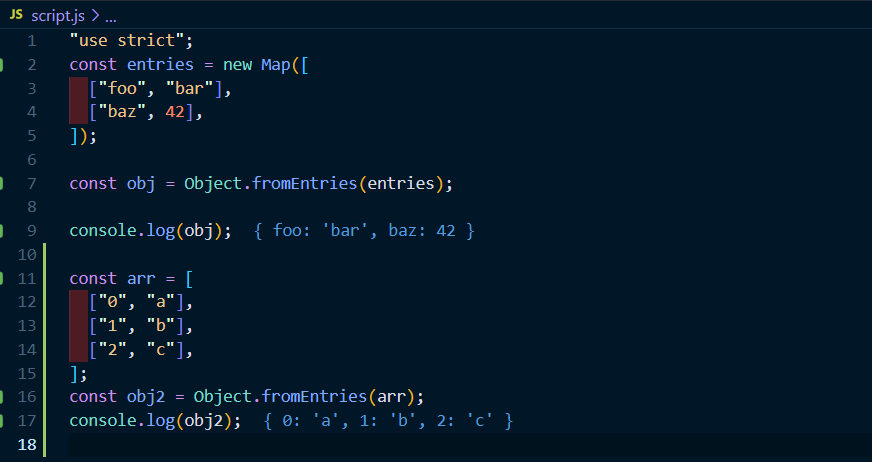 JS script.js > ...
1 "use strict";
2 const entries = new Map([
3 ["foo", "bar"],
4 ["baz", 42],
5 ]);
6
7 const obj = Object.fromEntries(entries);
8
9 console.log(obj); { foo: 'bar', baz: 42 }
10
11 const arr = [
12 ["0", "a"],
13 ["1", "b"],
14 ["2", "c"],
15 ];
16 const obj2 = Object.fromEntries(arr);
17 console.log(obj2); { 0: 'a', 1: 'b', 2: 'c' }
18